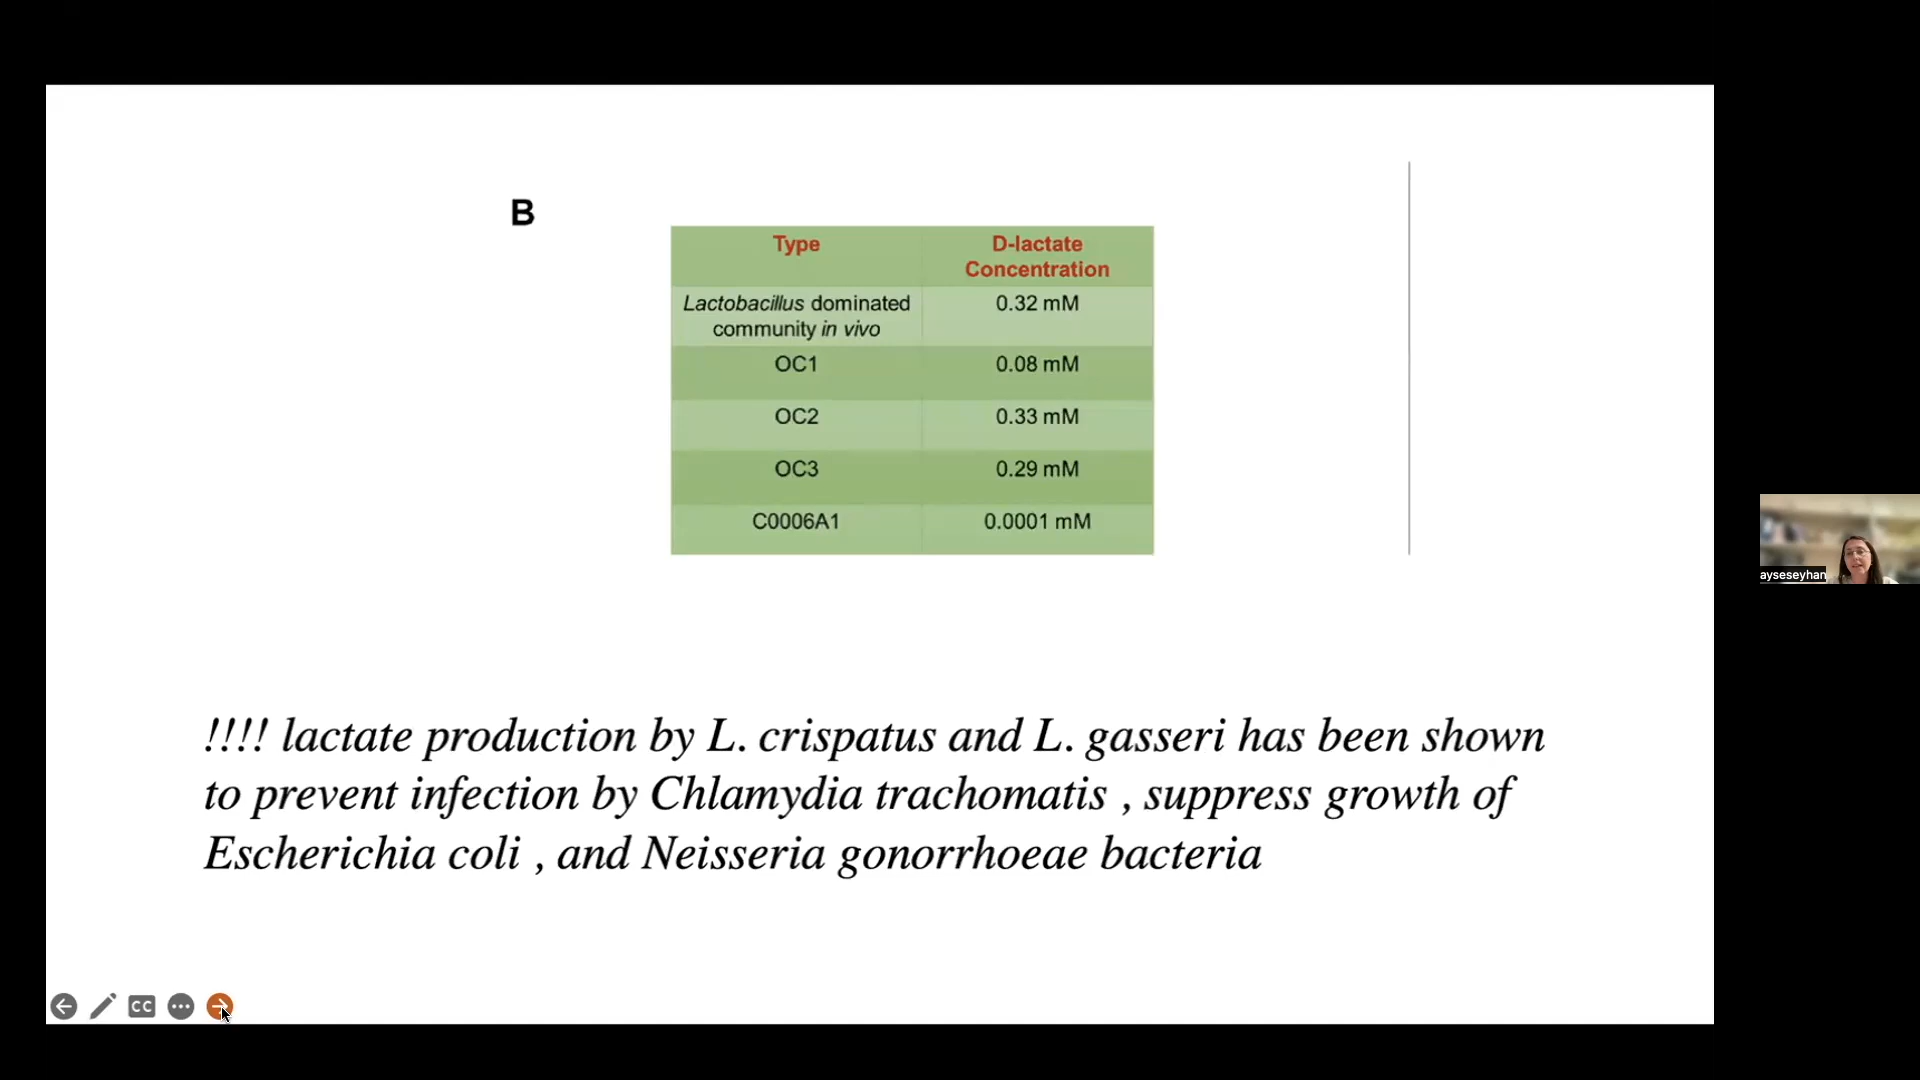 B
Type
D-lactate
Concentration
Lactobacillus dominated
community in vivo
0.32 mM
OC1
0.08 mM
OC2
0.33 mM
OC3
0.29 mM
C0006A1
0.0001 mM
!!!! lactate production by L. crispatus and L. gasseri has been shown
to prevent infection by Chlamydia trachomatis , suppress growth of
Escherichia coli , and Neisseria gonorrhoeae bacteria
CC
ayseseyhan